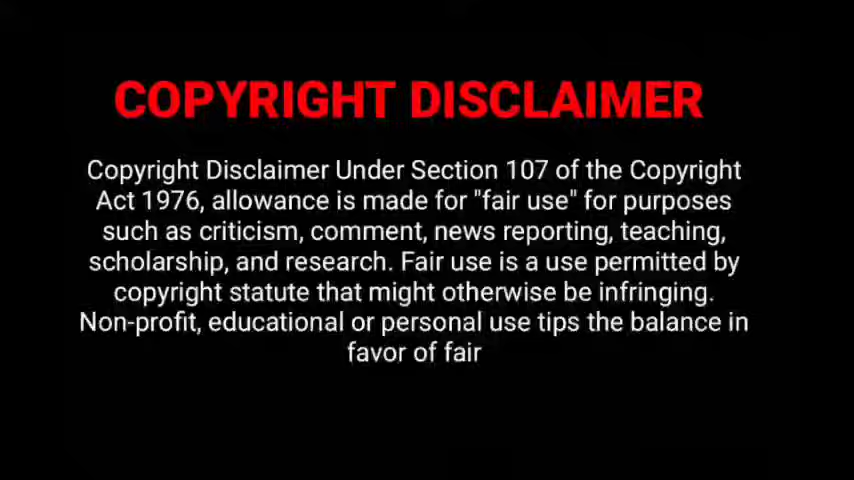 COPYRIGHT DISCLAIMER
Copyright Disclaimer Under Section 107 of the Copyright
Act 1976, allowance is made for "fair use" for purposes
such as criticism, comment, news reporting, teaching,
scholarship, and research. Fair use is a use permitted by
copyright statute that might otherwise be infringing.
Non-profit, educational or personal use tips the balance in
favor of fair